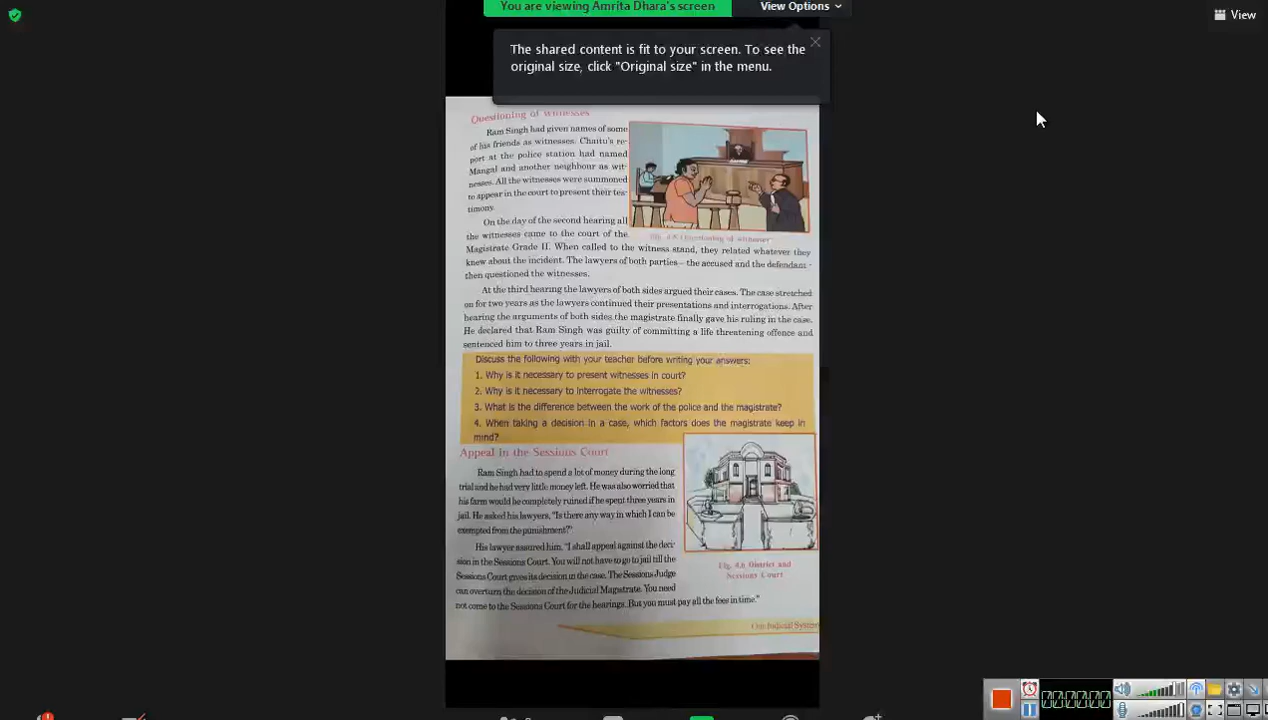 You are viewing Amrita Dhara's screen
View Options
View
The shared content is fit to your screen. To see the
original size, click "Original size" in the menu.
Questioning of witnesses
Ram Singh had given names of some
of his friends as witnesses. Chaitu's re-
port at the police station had named
Mangal and another neighbour as wit-
nesses. All the witnesses were summoned
to appear in the court to present their tes-
timony.
Questioning of witnesses
On the day of the second hearing all
the witnesses came to the court of the
Magistrate Grade II. When called to the witness stand, they related whatever they
knew about the incident. The lawyers of both parties – the accused and the defendant -
then questioned the witnesses.
At the third hearing the lawyers of both sides argued their cases. The case stretched
on for two years as the lawyers continued their presentations and interrogations. After
hearing the arguments of both sides the magistrate finally gave his ruling in the case.
He declared that Ram Singh was guilty of committing a life threatening offence and
sentenced him to three years in jail.
Discuss the following with your teacher before writing your answers:
1. Why is it necessary to present witnesses in court?
2. Why is it necessary to interrogate the witnesses?
3. What is the difference between the work of the police and the magistrate?
4. When taking a decision in a case, which factors does the magistrate keep in
mind?
Appeal in the Sessions Court
Ram Singh had to spend a lot of money during the long
trial and he had very little money left. He was also worried that
his farm would be completely ruined if he spent three years in
jail. He asked his lawyers, "Is there any way in which I can be
exempted from the punishment?"
His lawyer assured him, "I shall appeal against the deci-
sion in the Sessions Court. You will not have to go to jail till the
Sessions Court gives its decision in the case. The Sessions Judge
can overturn the decision of the Judicial Magistrate. You need
not come to the Sessions Court for the hearings. But you must pay all the fees in time."
Fig. 4.6 District and
Sessions Court
Our Judicial System